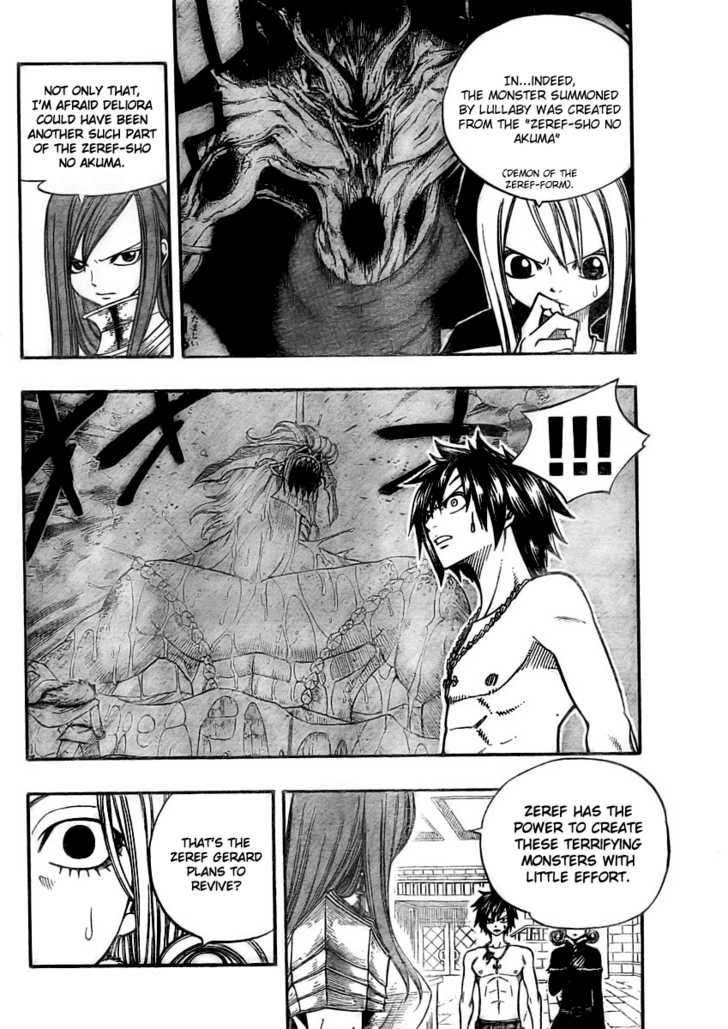 IN...INDEED,
THE MONSTER SUMMONED
BY LULLABY WAS CREATED
FROM THE "ZEREF-SHO NO
AKUMA"
(DEMON OF THE
ZEREF-FORM).
NOT ONLY THAT,
I'M AFRAID DELIORA
COULD HAVE BEEN
ANOTHER SUCH PART
OF THE ZEREF-SHO
NO AKUMA.
!!!
ZEREF HAS THE
POWER TO CREATE
THESE TERRIFYING
MONSTERS WITH
LITTLE EFFORT.
THAT'S THE
ZEREF GERARD
PLANS TO
REVIVE?